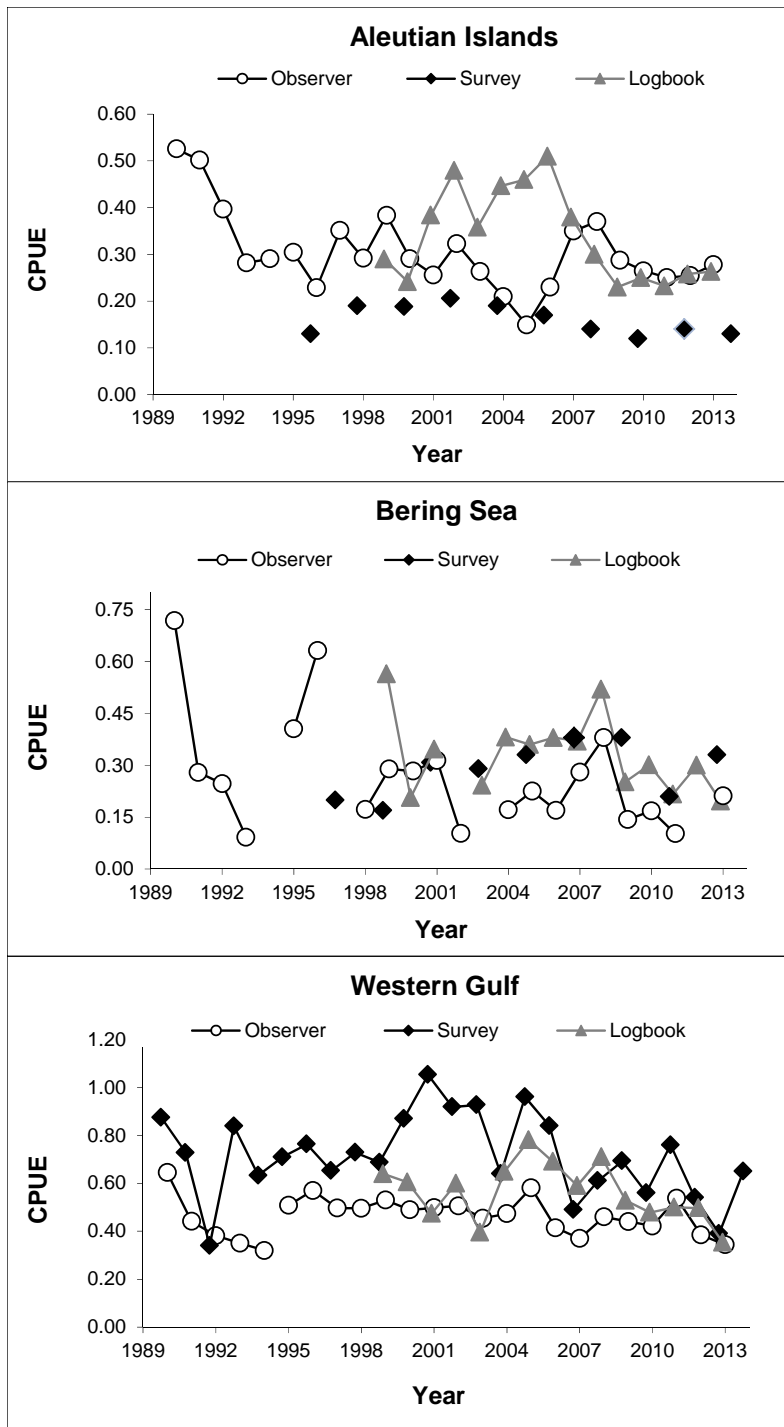 Aleutian Islands
Observer Survey Logbook
0.60
0.50
0.40
0.30
0.20
0.10
0.00
CPUE
1989 1992 1995 1998 2001 2004 2007 2010 2013
Year
Bering Sea
Observer Survey Logbook
0.75
0.60
0.45
0.30
0.15
0.00
CPUE
1989 1992 1995 1998 2001 2004 2007 2010 2013
Year
Western Gulf
Observer Survey Logbook
1.20
1.00
0.80
0.60
0.40
0.20
0.00
CPUE
1989 1992 1995 1998 2001 2004 2007 2010 2013
Year